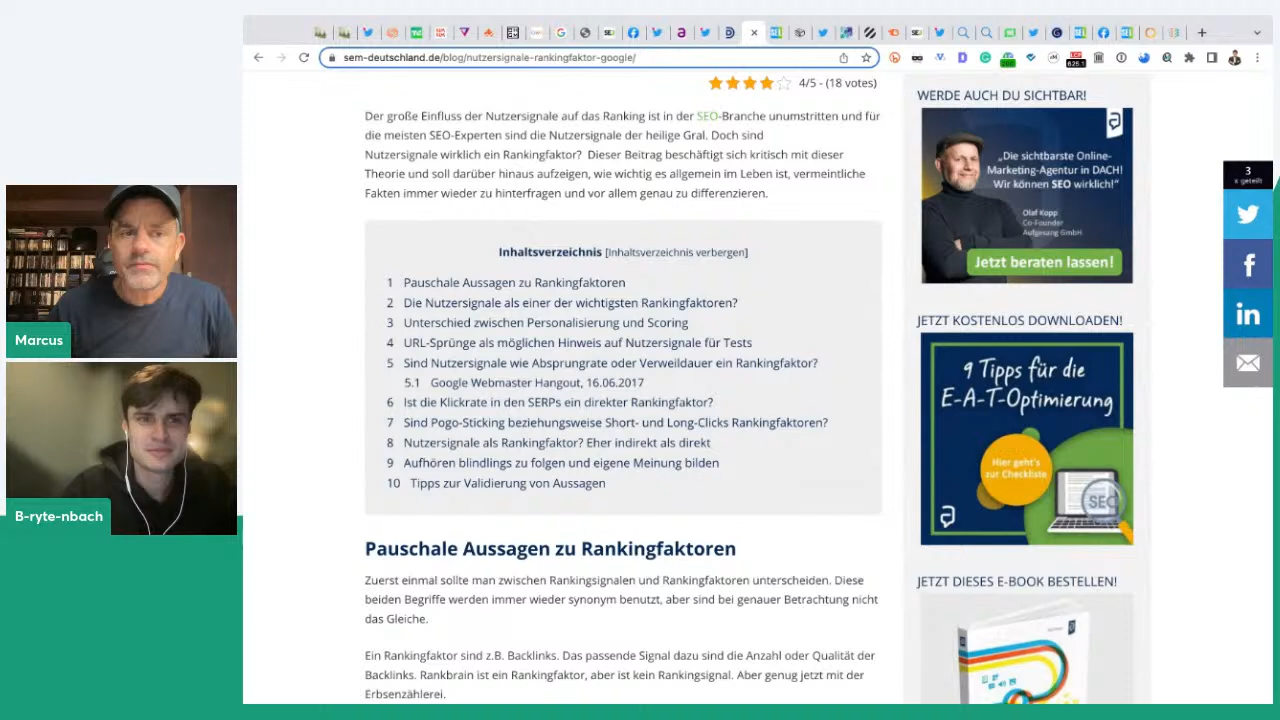 sem-deutschland.de/blog/nutzersignale-rankingfaktor-google/
4/5 - (18 votes)
Der große Einfluss der Nutzersignale auf das Ranking ist in der SEO-Branche unumstritten und für
die meisten SEO-Experten sind die Nutzersignale der heilige Gral. Doch sind
Nutzersignale wirklich ein Rankingfaktor? Dieser Beitrag beschäftigt sich kritisch mit dieser
Theorie und soll darüber hinaus aufzeigen, wie wichtig es allgemein im Leben ist, vermeintliche
Fakten immer wieder zu hinterfragen und vor allem genau zu differenzieren.
Inhaltsverzeichnis [Inhaltsverzeichnis verbergen]
1 Pauschale Aussagen zu Rankingfaktoren
2 Die Nutzersignale als einer der wichtigsten Rankingfaktoren?
3 Unterschied zwischen Personalisierung und Scoring
4 URL-Sprünge als möglichen Hinweis auf Nutzersignale für Tests
5 Sind Nutzersignale wie Absprungrate oder Verweildauer ein Rankingfaktor?
5.1 Google Webmaster Hangout, 16.06.2017
6 Ist die Klickrate in den SERPs ein direkter Rankingfaktor?
7 Sind Pogo-Sticking beziehungsweise Short- und Long-Clicks Rankingfaktoren?
8 Nutzersignale als Rankingfaktor? Eher indirekt als direkt
9 Aufhören blindlings zu folgen und eigene Meinung bilden
10 Tipps zur Validierung von Aussagen
Pauschale Aussagen zu Rankingfaktoren
Zuerst einmal sollte man zwischen Rankingsignalen und Rankingfaktoren unterscheiden. Diese
beiden Begriffe werden immer wieder synonym benutzt, aber sind bei genauer Betrachtung nicht
das Gleiche.
Ein Rankingfaktor sind z.B. Backlinks. Das passende Signal dazu sind die Anzahl oder Qualität der
Backlinks. Rankbrain ist ein Rankingfaktor, aber ist kein Rankingsignal. Aber genug jetzt mit der
Erbsenzählerei.
WERDE AUCH DU SICHTBAR!
„Die sichtbarste Online-
Marketing-Agentur in DACH!
Wir können SEO wirklich!“
Olaf Kopp
Co-Founder
Aufgesang GmbH
Jetzt beraten lassen!
JETZT KOSTENLOS DOWNLOADEN!
9 Tipps für die
E-A-T-Optimierung
Hier geht's
zur Checkliste
SEO
JETZT DIESES E-BOOK BESTELLEN!
3
x geteilt
Marcus
B-ryte-nbach